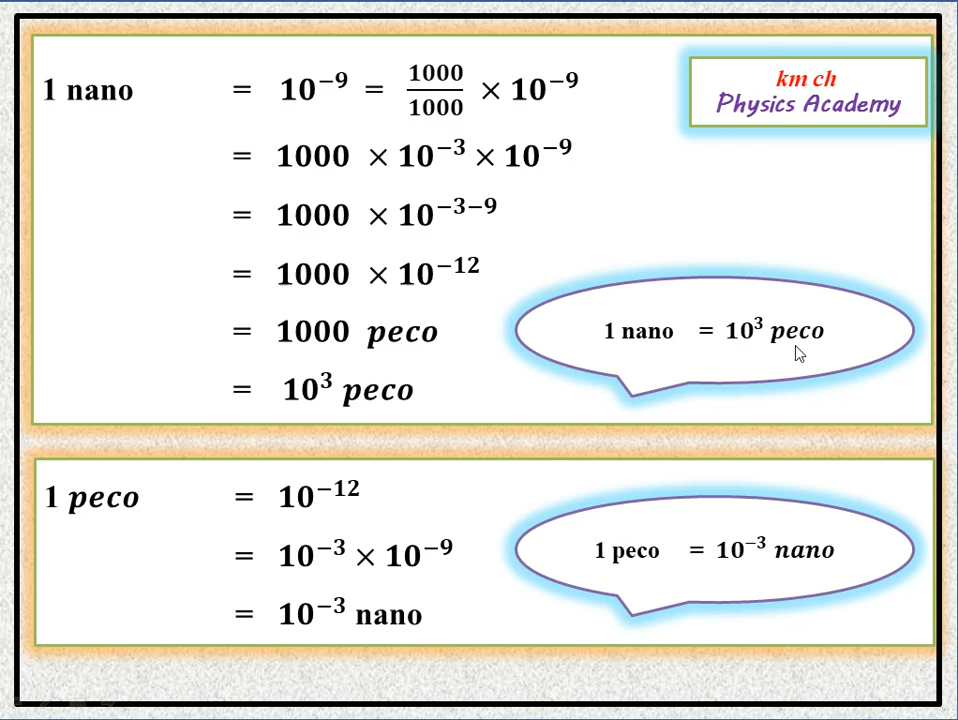 1 nano = 10⁻⁹ = 1000/1000 × 10⁻⁹
km ch
Physics Academy
= 1000 × 10⁻³ × 10⁻⁹
= 1000 × 10⁻³⁻⁹
= 1000 × 10⁻¹²
= 1000 peco
1 nano = 10³ peco
= 10³ peco
1 peco = 10⁻¹²
= 10⁻³ × 10⁻⁹
1 peco = 10⁻³ nano
= 10⁻³ nano